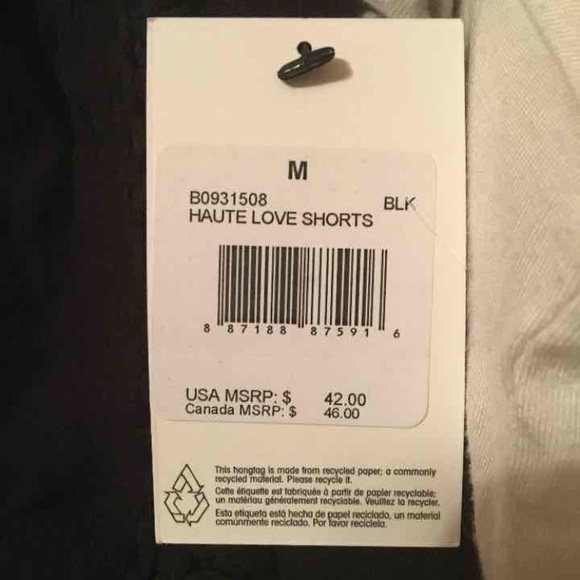 M
B0931508 BLK
HAUTE LOVE SHORTS
8 87188 87591 6
USA MSRP: $ 42.00
Canada MSRP: $ 46.00
This hangtag is made from recycled paper; a commonly
recycled material. Please recycle it.
Cette étiquette est fabriquée à partir de papier recyclable;
un matériau généralement recyclable. Veuillez la recycler.
Esta etiqueta está hecha de papel reciclado, un material
comúnmente reciclado. Por favor recíclela.